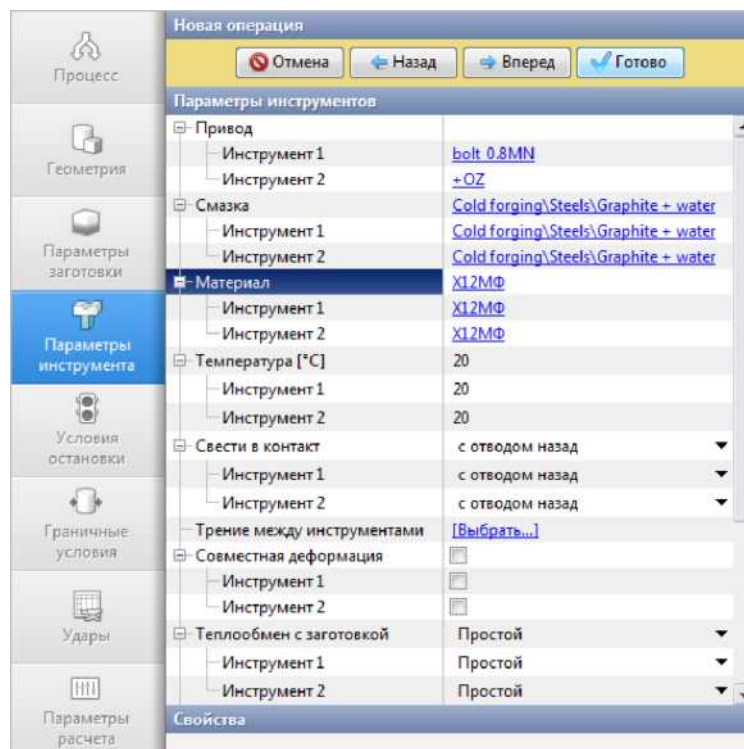 Новая операция
Отмена
Назад
Вперед
Готово
Процесс
Геометрия
Параметры
заготовки
Параметры
инструмента
Условия
остановки
Граничные
условия
Удары
Параметры
расчета
Параметры инструментов
Привод
Инструмент 1 bolt 0.8MN
Инструмент 2 +OZ
Смазка Cold forging\Steels\Graphite + water
Инструмент 1 Cold forging\Steels\Graphite + water
Инструмент 2 Cold forging\Steels\Graphite + water
Материал Х12МФ
Инструмент 1 Х12МФ
Инструмент 2 Х12МФ
Температура [°C] 20
Инструмент 1 20
Инструмент 2 20
Свести в контакт с отводом назад
Инструмент 1 с отводом назад
Инструмент 2 с отводом назад
Трение между инструментами [Выбрать...]
Совместная деформация
Инструмент 1
Инструмент 2
Теплообмен с заготовкой Простой
Инструмент 1 Простой
Инструмент 2 Простой
Свойства